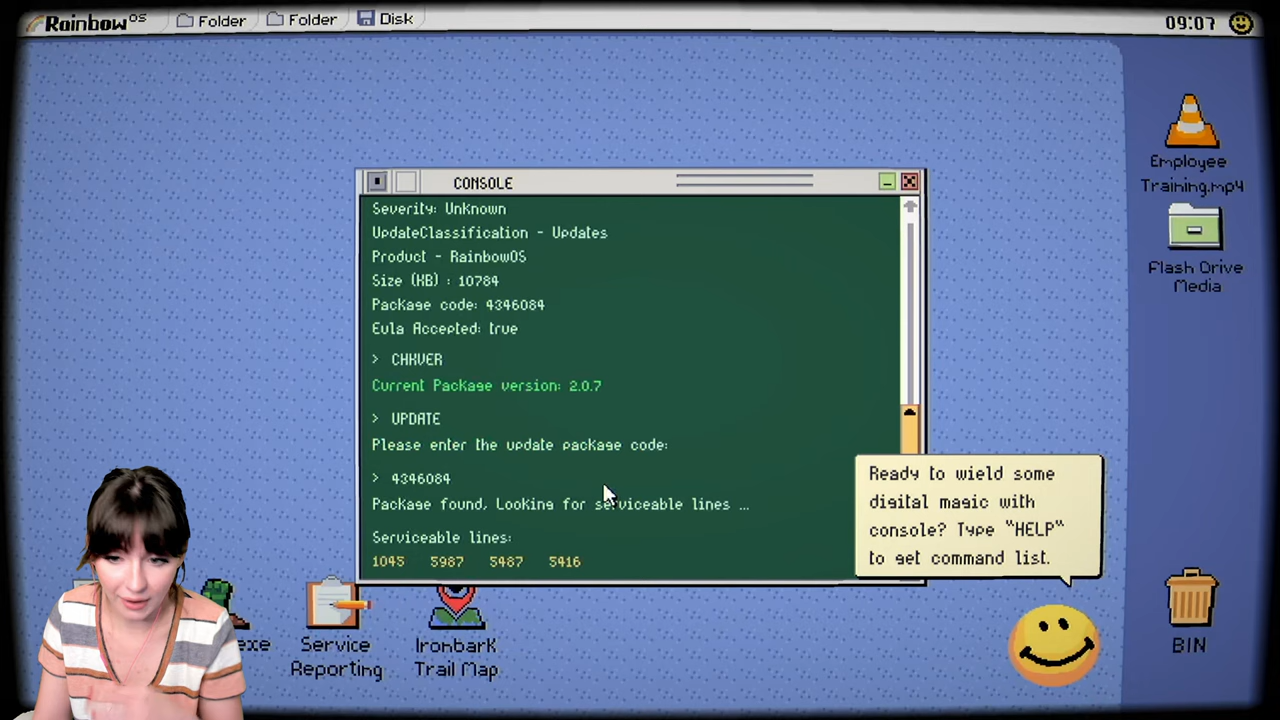 RainbowOS
Folder
Folder
Disk
09:07
Employee
Training.mp4
Flash Drive
Media
CONSOLE
Severity: Unknown
UpdateClassification - Updates
Product - RainbowOS
Size (KB) : 10784
Package code: 4346084
Eula Accepted: true
> CHKVER
Current Package version: 2.0.7
> UPDATE
Please enter the update package code:
> 4346084
Package found, Looking for serviceable lines ...
Serviceable lines:
1045 5987 5487 5416
Ready to wield some
digital magic with
console? Type "HELP"
to get command list.
exe
Service
Reporting
Ironbark
Trail Map
BIN